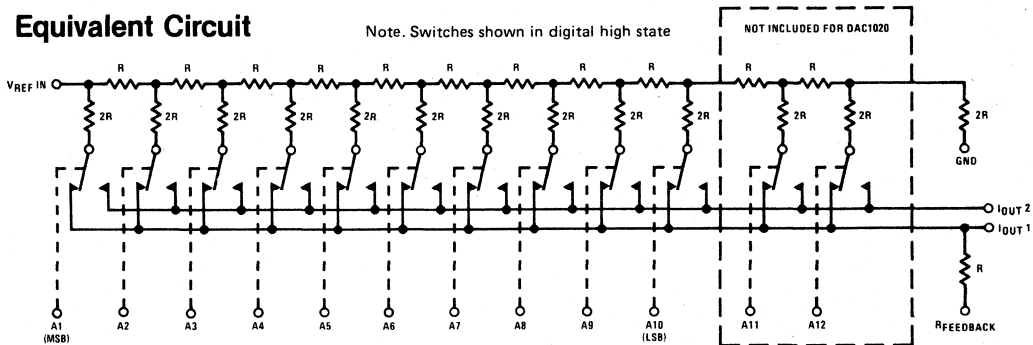 Equivalent Circuit
Note. Switches shown in digital high state
NOT INCLUDED FOR DAC1020
R R R R R R R R R R R
VREF IN
2R 2R 2R 2R 2R 2R 2R 2R 2R 2R 2R 2R 2R
GND
IOUT 2
IOUT 1
R
A1 A2 A3 A4 A5 A6 A7 A8 A9 A10 A11 A12
(MSB) (LSB)
RFEEDBACK